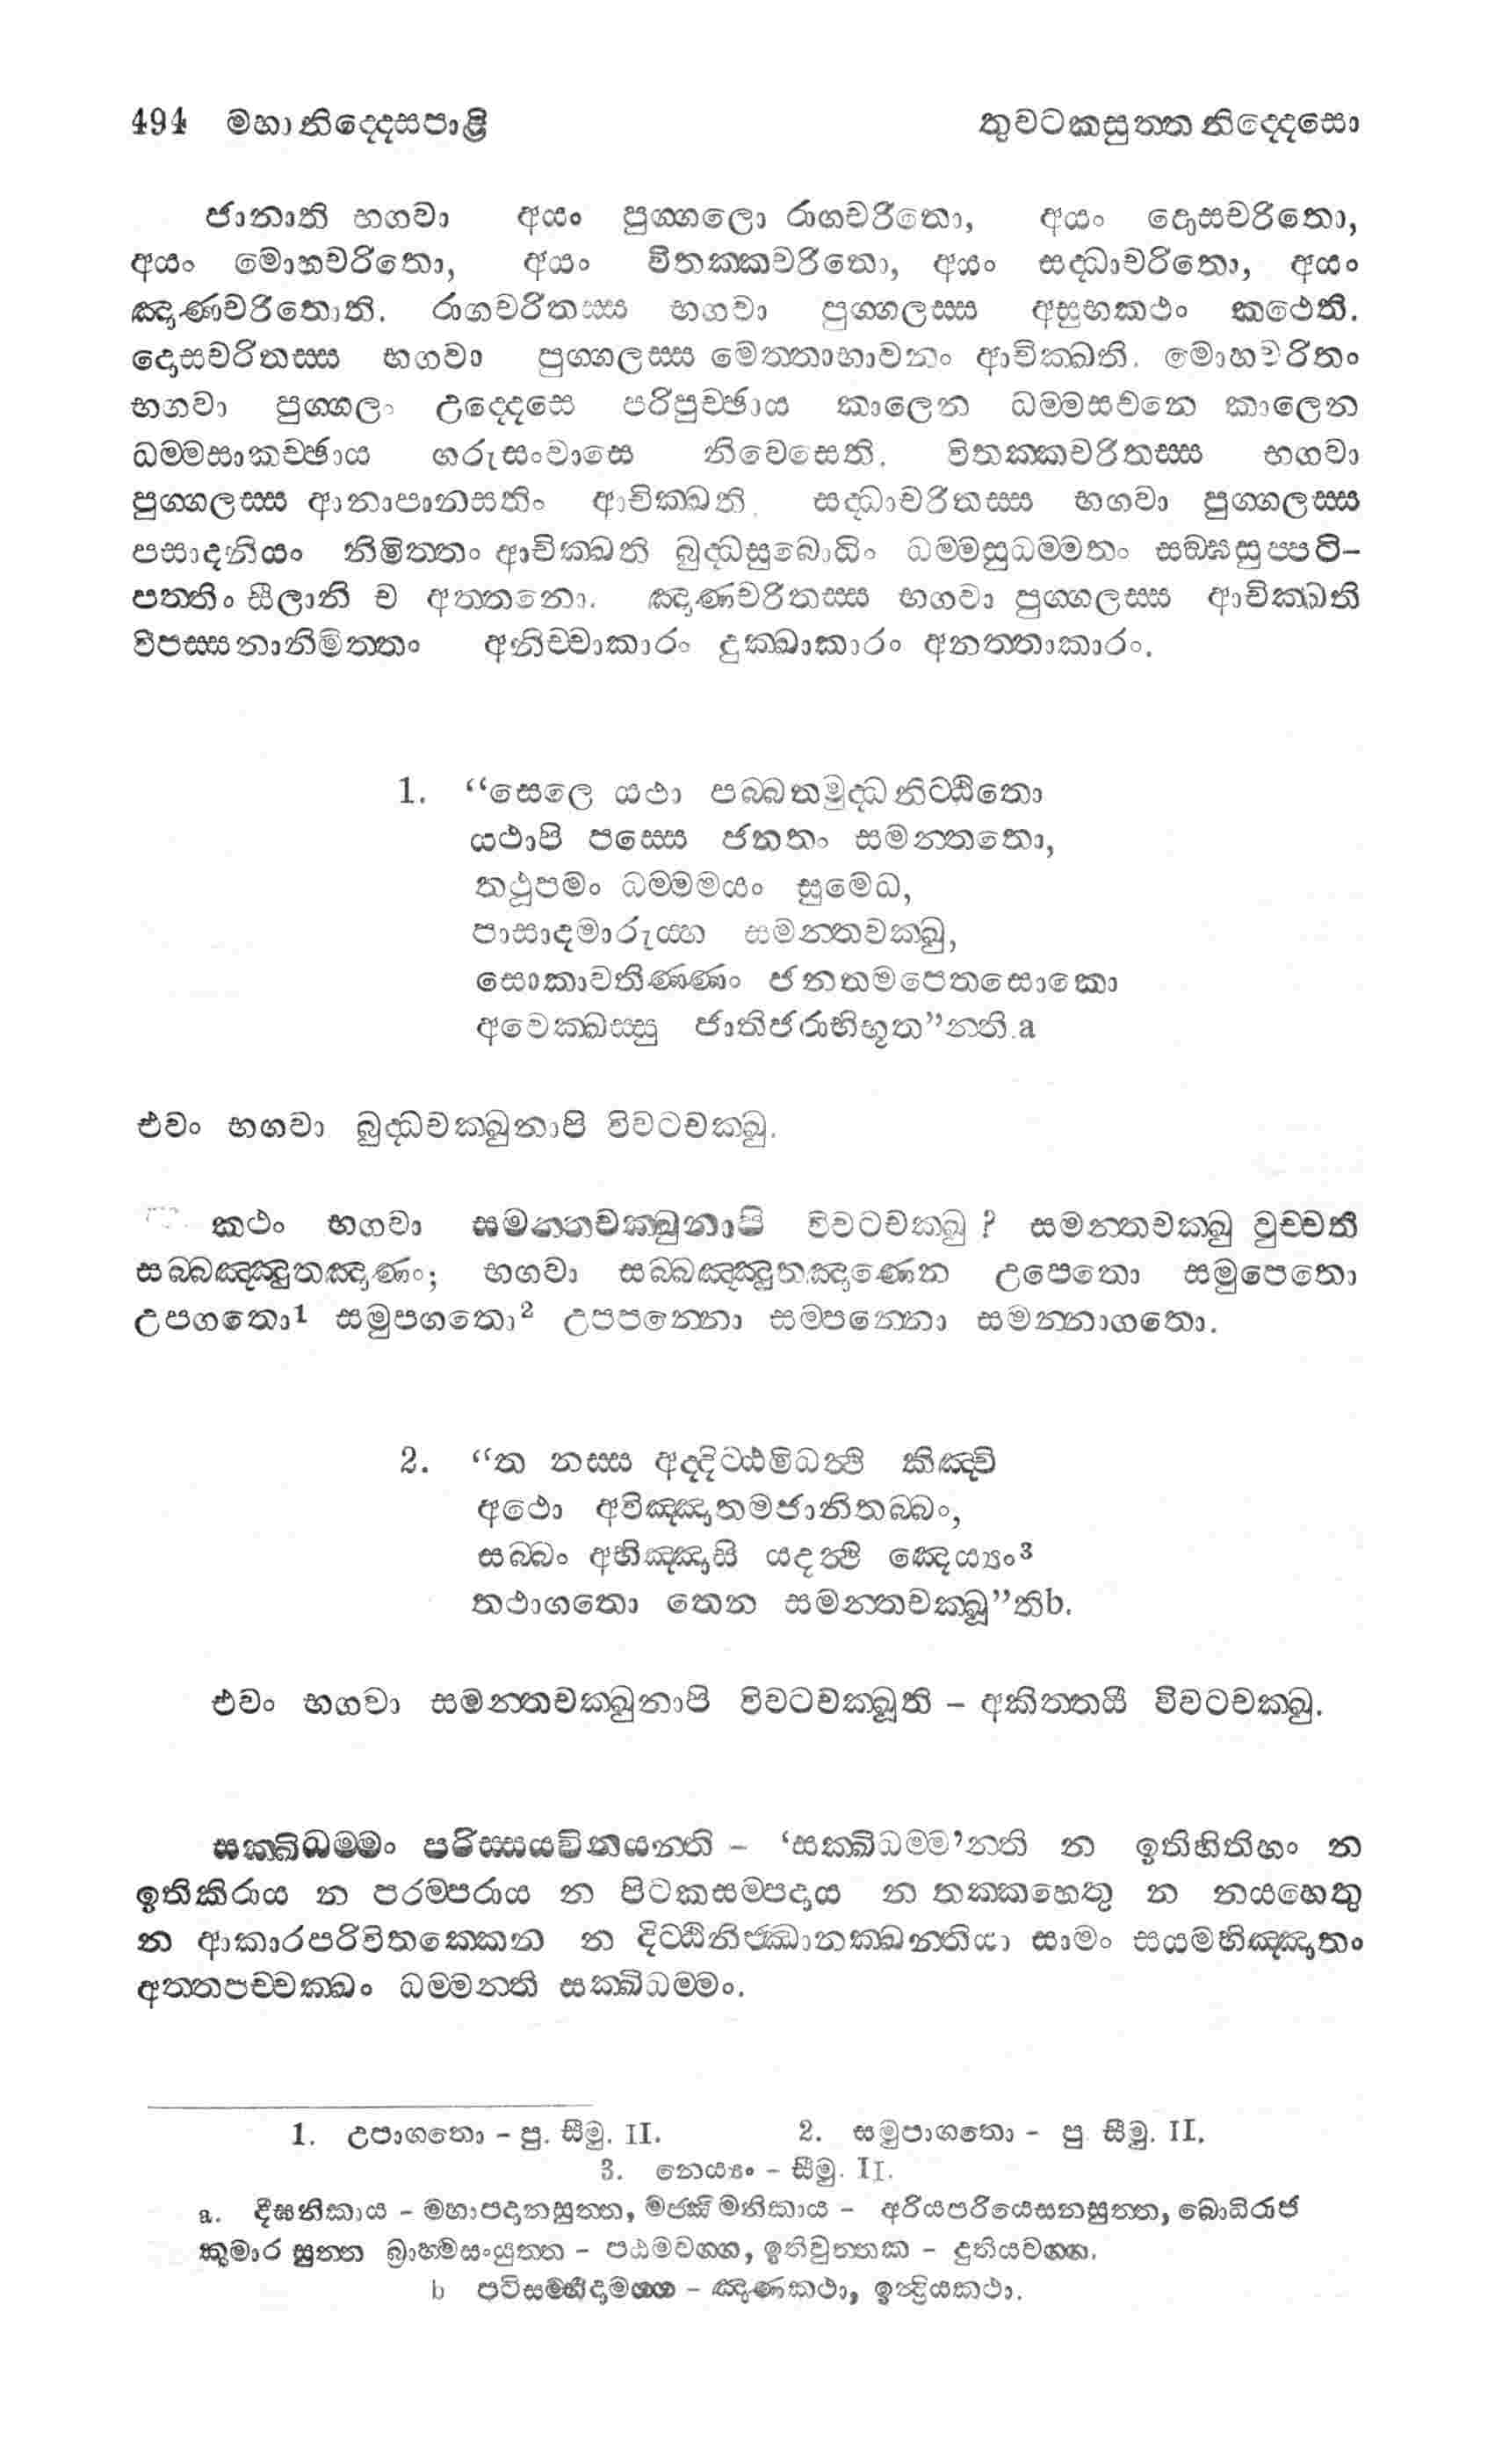 494 මහානිද්දෙසපාළි තුවටකසුත්ත නිද්දෙසො
ජානාති භගවා අයං පුග්ගලො රාගචරිතො, අයං දොසචරිතො,
අයං මොහචරිතො, අයං විතක්කචරිතො, අයං සද්ධාචරිතො, අයං
ඤාණචරිතොති. රාගචරිතස්ස භගවා පුග්ගලස්ස අසුභකථං කථෙති.
දොසචරිතස්ස භගවා පුග්ගලස්ස මෙත්තාභාවනං ආචික්ඛති. මොහචරිතං
භගවා පුග්ගලං උද්දෙසෙ පරිපුච්ඡාය කාලෙන ධම්මසවනෙ කාලෙන
ධම්මසාකච්ඡාය ගරුසංවාසෙ නිවෙසෙති. විතක්කචරිතස්ස භගවා
පුග්ගලස්ස ආනාපානසතිං ආචික්ඛති. සද්ධාචරිතස්ස භගවා පුග්ගලස්ස
පසාදනියං නිමිත්තං ආචික්ඛති බුද්ධසුබොධිං ධම්මසුධම්මතං සඞ්ඝසුප්පටි–
පත්තිං සීලානි ච අත්තනො. ඤාණචරිතස්ස භගවා පුග්ගලස්ස ආචික්ඛති
විපස්සනානිමිත්තං අනිච්චාකාරං දුක්ඛාකාරං අනත්තාකාරං.
1. “සෙලෙ යථා පබ්බතමුද්ධනිට්ඨිතො
යථාපි පස්සෙ ජනතං සමන්තතො,
තථූපමං ධම්මමයං සුමෙධ,
පාසාදමාරුය්හ සමන්තචක්ඛු,
සොකාවතිණ්ණං ජනතමපෙතසොකො
අවෙක්ඛස්සු ජාතිජරාභිභූත”න්ති.a
එවං භගවා බුද්ධචක්ඛුනාපි විවටචක්ඛු.
කථං භගවා සමන්තචක්ඛුනාපි විවටචක්ඛු? සමන්තචක්ඛු වුච්චති
සබ්බඤ්ඤුතඤාණං; භගවා සබ්බඤ්ඤුතඤාණෙන උපෙතො සමුපෙතො
උපගතො1 සමුපගතො2 උපපන්නො සම්පන්නො සමන්නාගතො.
2. “න තස්ස අද්දිට්ඨමිධත්ථි කිඤ්චි
අථො අවිඤ්ඤාතමජානිතබ්බං,
සබ්බං අභිඤ්ඤාසි යදත්ථි ඤෙය්‍යං3
තථාගතො තෙන සමන්තචක්ඛූ”තිb.
එවං භගවා සමන්තචක්ඛුනාපි විවටචක්ඛූති – අකිත්තයී විවටචක්ඛු.
සක්ඛිධම්මං පරිස්සයවිනයන්ති – ‘සක්ඛිධම්ම’න්ති න ඉතිහිතිහං න
ඉතිකිරාය න පරම්පරාය න පිටකසම්පදාය න තක්කහෙතු න නයහෙතු
න ආකාරපරිවිතක්කෙන න දිට්ඨිනිජ්ඣානක්ඛන්තියා සාමං සයමභිඤ්ඤාතං
අත්තපච්චක්ඛං ධම්මන්ති සක්ඛිධම්මං.
1. උපාගතො – පු. සීමු. II. 2. සමුපාගතො – පු. සීමු. II.
3. නෙය්‍යං – සීමු. II.
a. දීඝනිකාය – මහාපදානසුත්ත, මජ්ඣිමනිකාය – අරියපරියෙසනසුත්ත, බොධිරාජ
කුමාර සුත්ත බ්‍රාහ්මසංයුත්ත – පඨමවග්ග, ඉතිවුත්තක – දුතියවග්ග.
b පටිසම්භිදාමග්ග – ඤාණකථා, ඉන්ද්‍රියකථා.